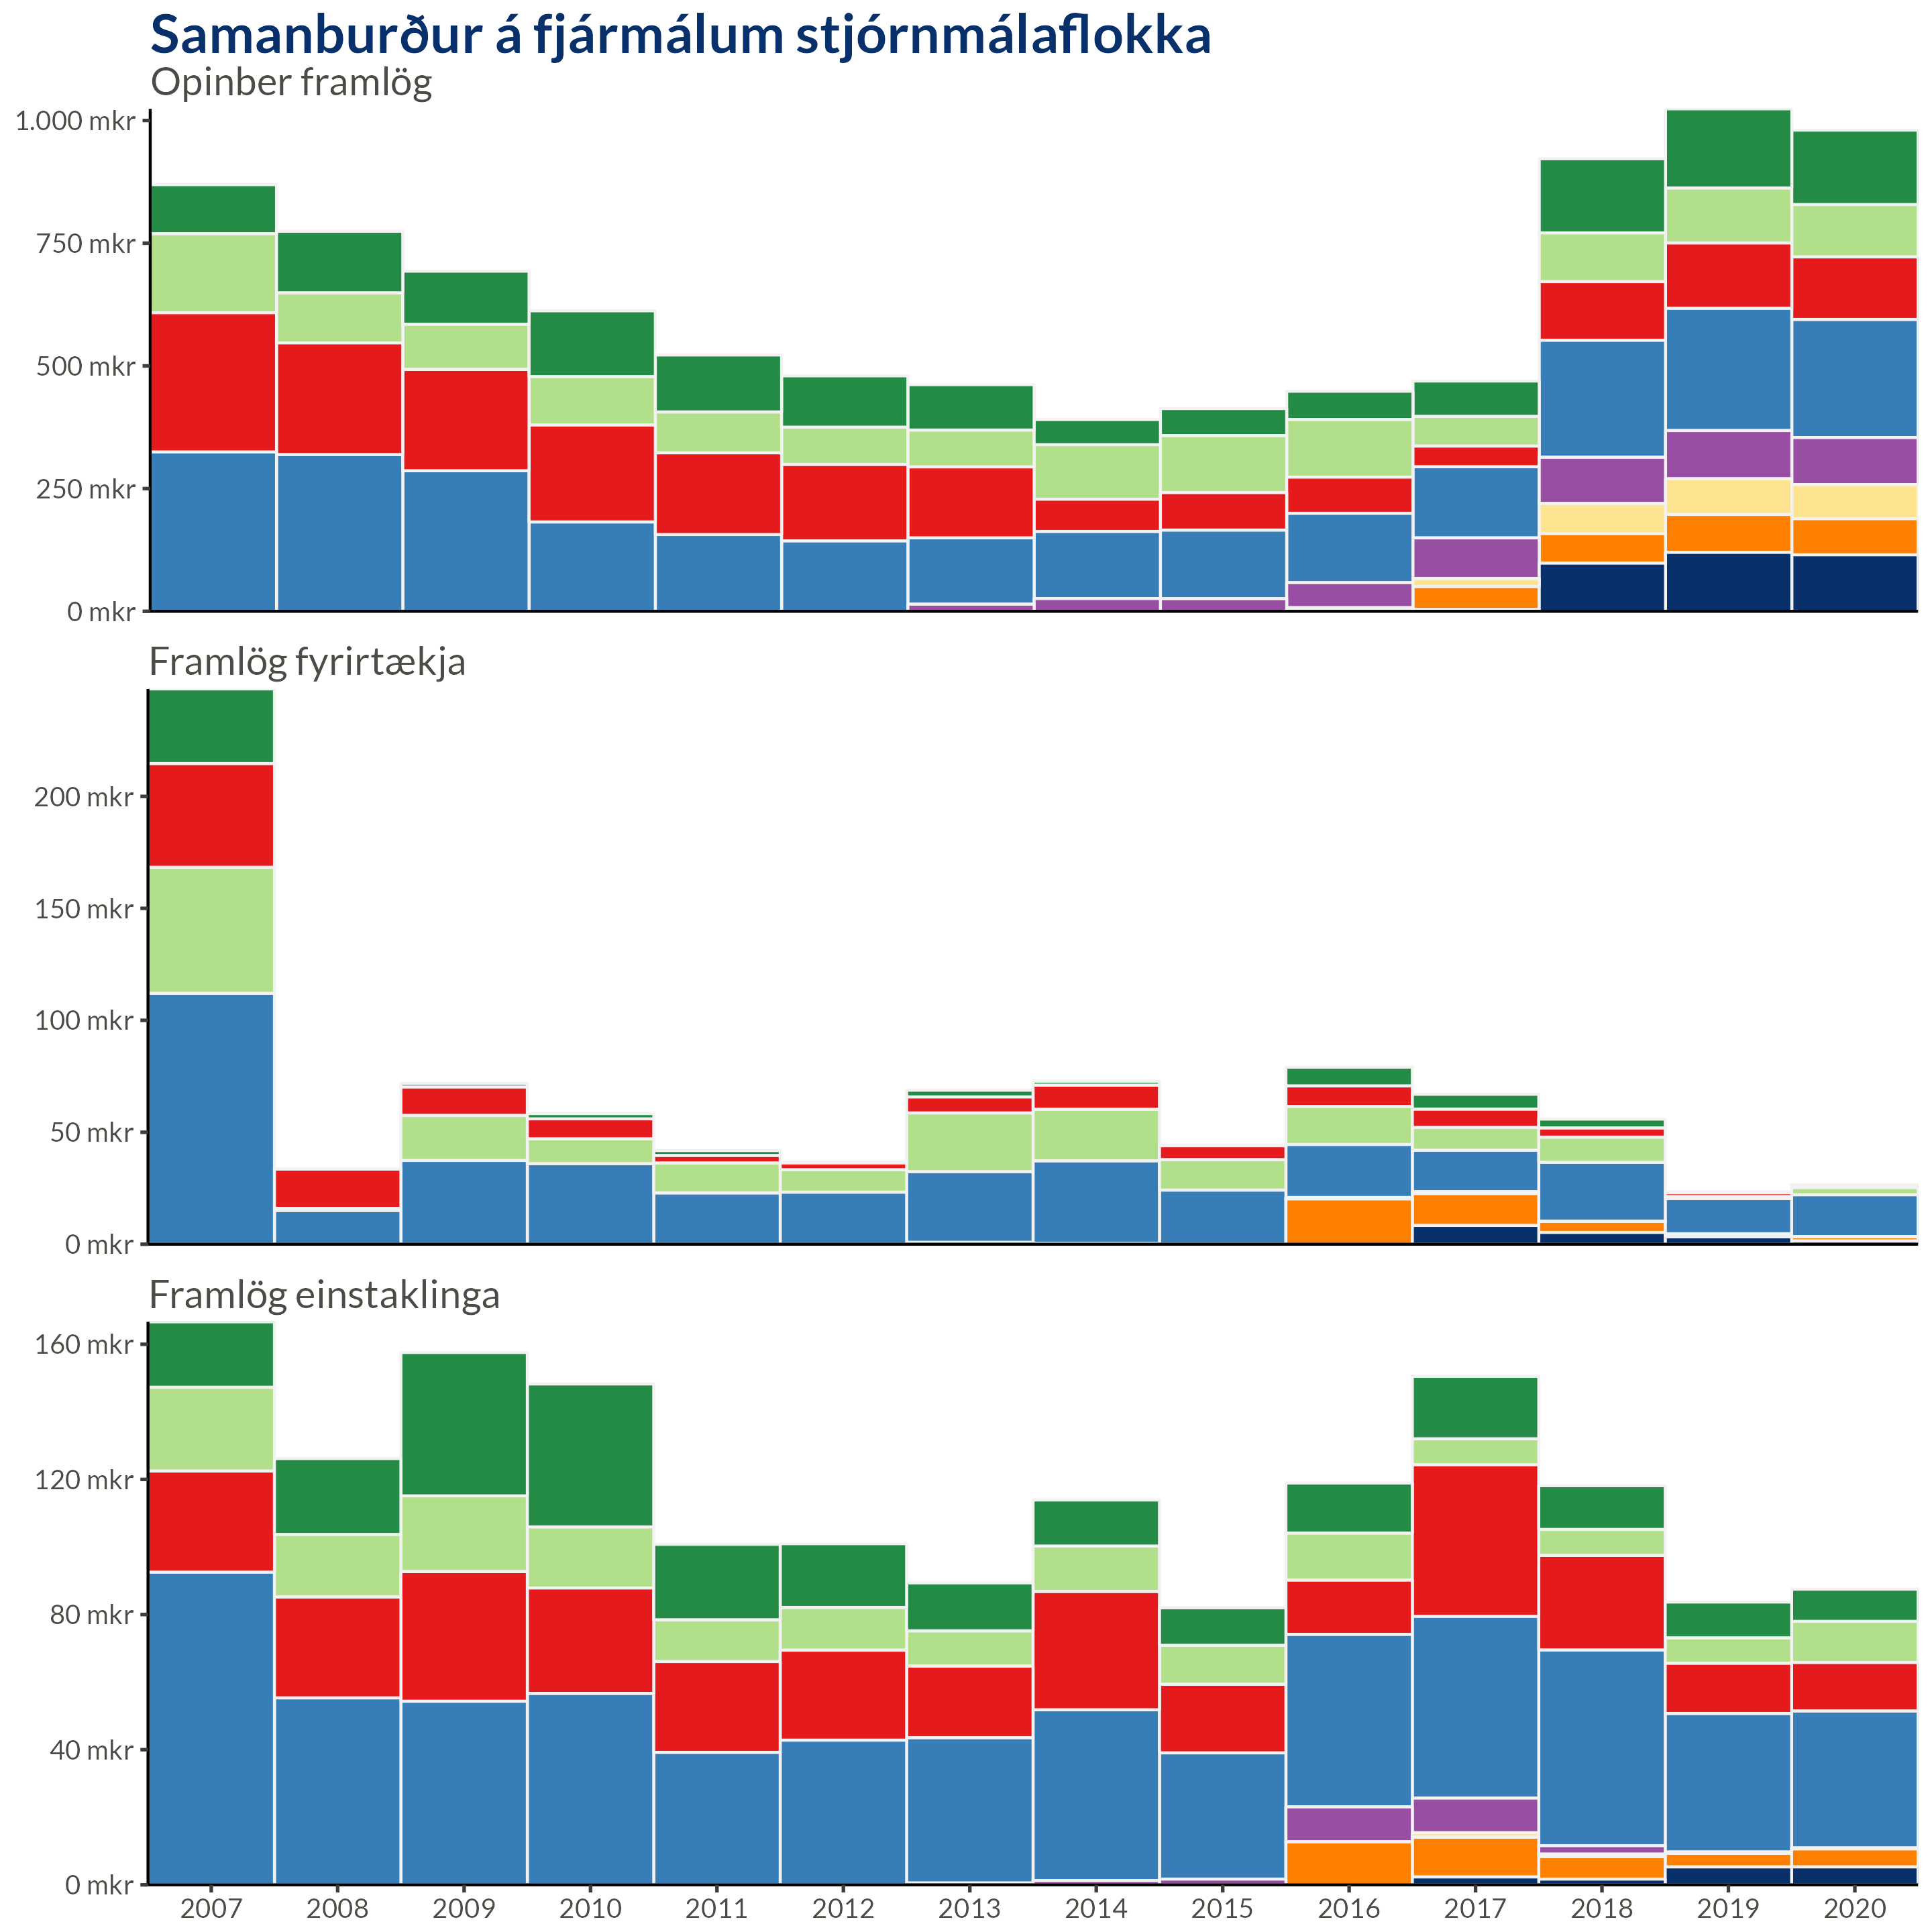 Samanburður á fjármálum stjórnmálaflokka
Opinber framlög
1.000 mkr
750 mkr
500 mkr
250 mkr
0 mkr
Framlög fyrirtækja
200 mkr
150 mkr
100 mkr
50 mkr
0 mkr
Framlög einstaklinga
160 mkr
120 mkr
80 mkr
40 mkr
0 mkr
2007 2008 2009 2010 2011 2012 2013 2014 2015 2016 2017 2018 2019 2020